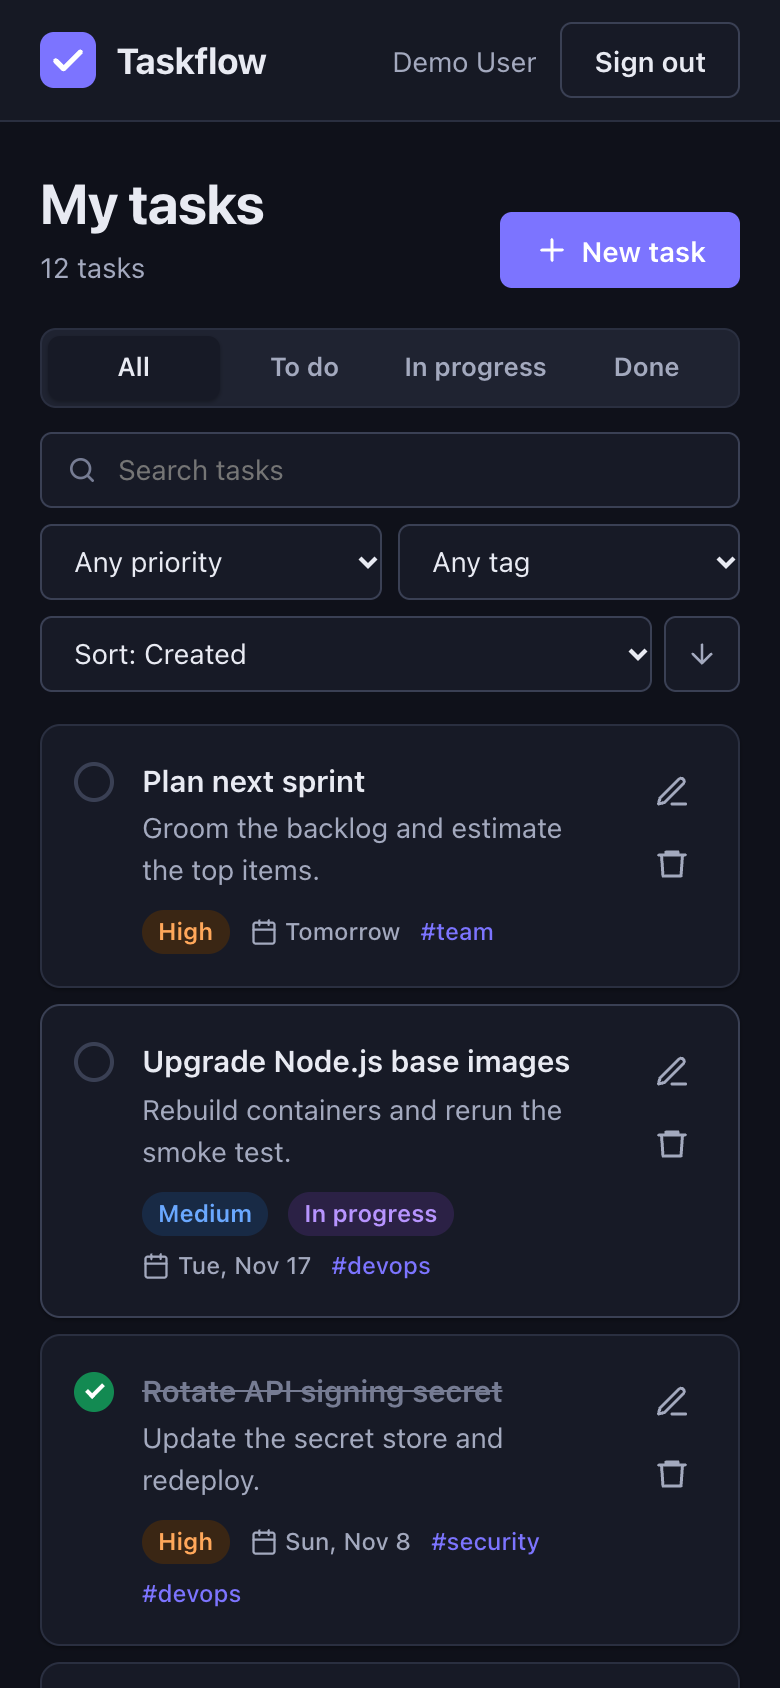 Taskflow
Demo User
Sign out
My tasks
12 tasks
New task
All
To do
In progress
Done
Search tasks
Any priority
Any tag
Sort: Created
Plan next sprint
Groom the backlog and estimate
the top items.
High
Tomorrow
#team
Upgrade Node.js base images
Rebuild containers and rerun the
smoke test.
Medium
In progress
Tue, Nov 17
#devops
Rotate API signing secret
Update the secret store and
redeploy.
High
Sun, Nov 8
#security
#devops